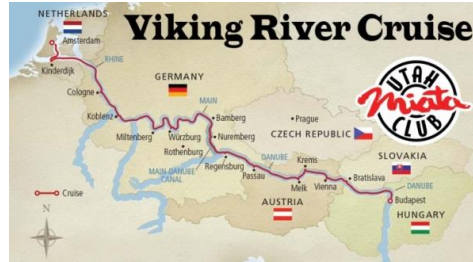 Viking River Cruise
NETHERLANDS
Amsterdam
Kinderdijk
RHINE
Cologne
GERMANY
Koblenz
MAIN
Bamberg
Miltenberg
Würzburg
Nuremberg
Rothenburg
MAIN-DANUBE
CANAL
Regensburg
Prague
CZECH REPUBLIC
UTAH
Miata
CLUB
SLOVAKIA
DANUBE
Passau
Krems
Melk
Vienna
Bratislava
DANUBE
Budapest
AUSTRIA
HUNGARY
Cruise
N